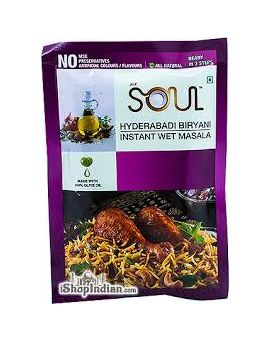 NO MSG
PRESERVATIVES
ARTIFICIAL COLOURS / FLAVOURS
ALL NATURAL
READY
IN 3 STEPS
SOUL
HYDERABADI BIRYANI
INSTANT WET MASALA
MADE WITH
100% OLIVE OIL
iShopIndian.com